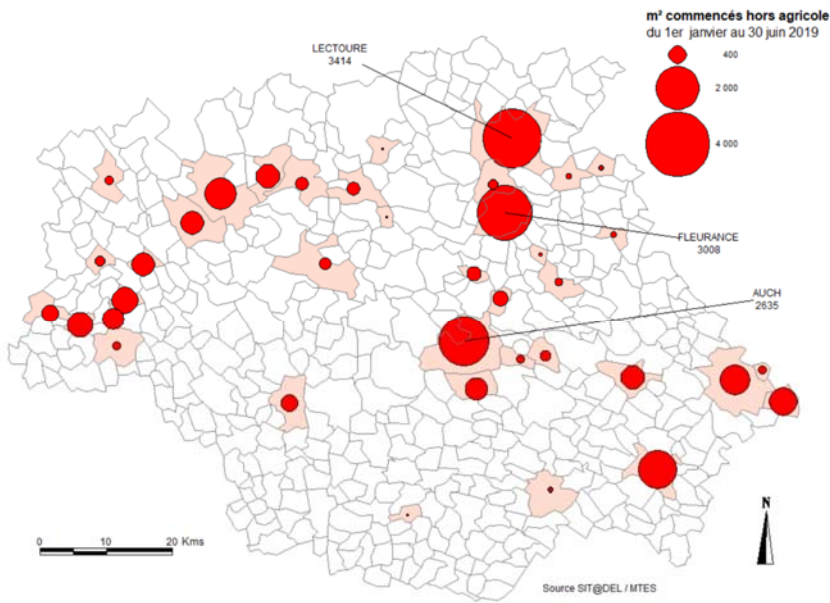 m² commencés hors agricole
du 1er janvier au 30 juin 2019
400
2 000
4 000
LECTOURE
3414
FLEURANCE
3008
AUCH
2635
N
0 10 20 Kms
Source SIT@DEL / MTES